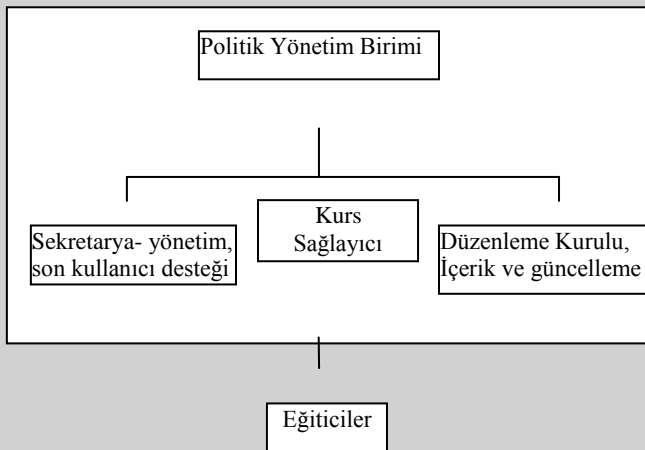 Politik Yönetim Birimi
Sekretarya- yönetim,
son kullanıcı desteği
Kurs
Sağlayıcı
Düzenleme Kurulu,
İçerik ve güncelleme
Eğiticiler